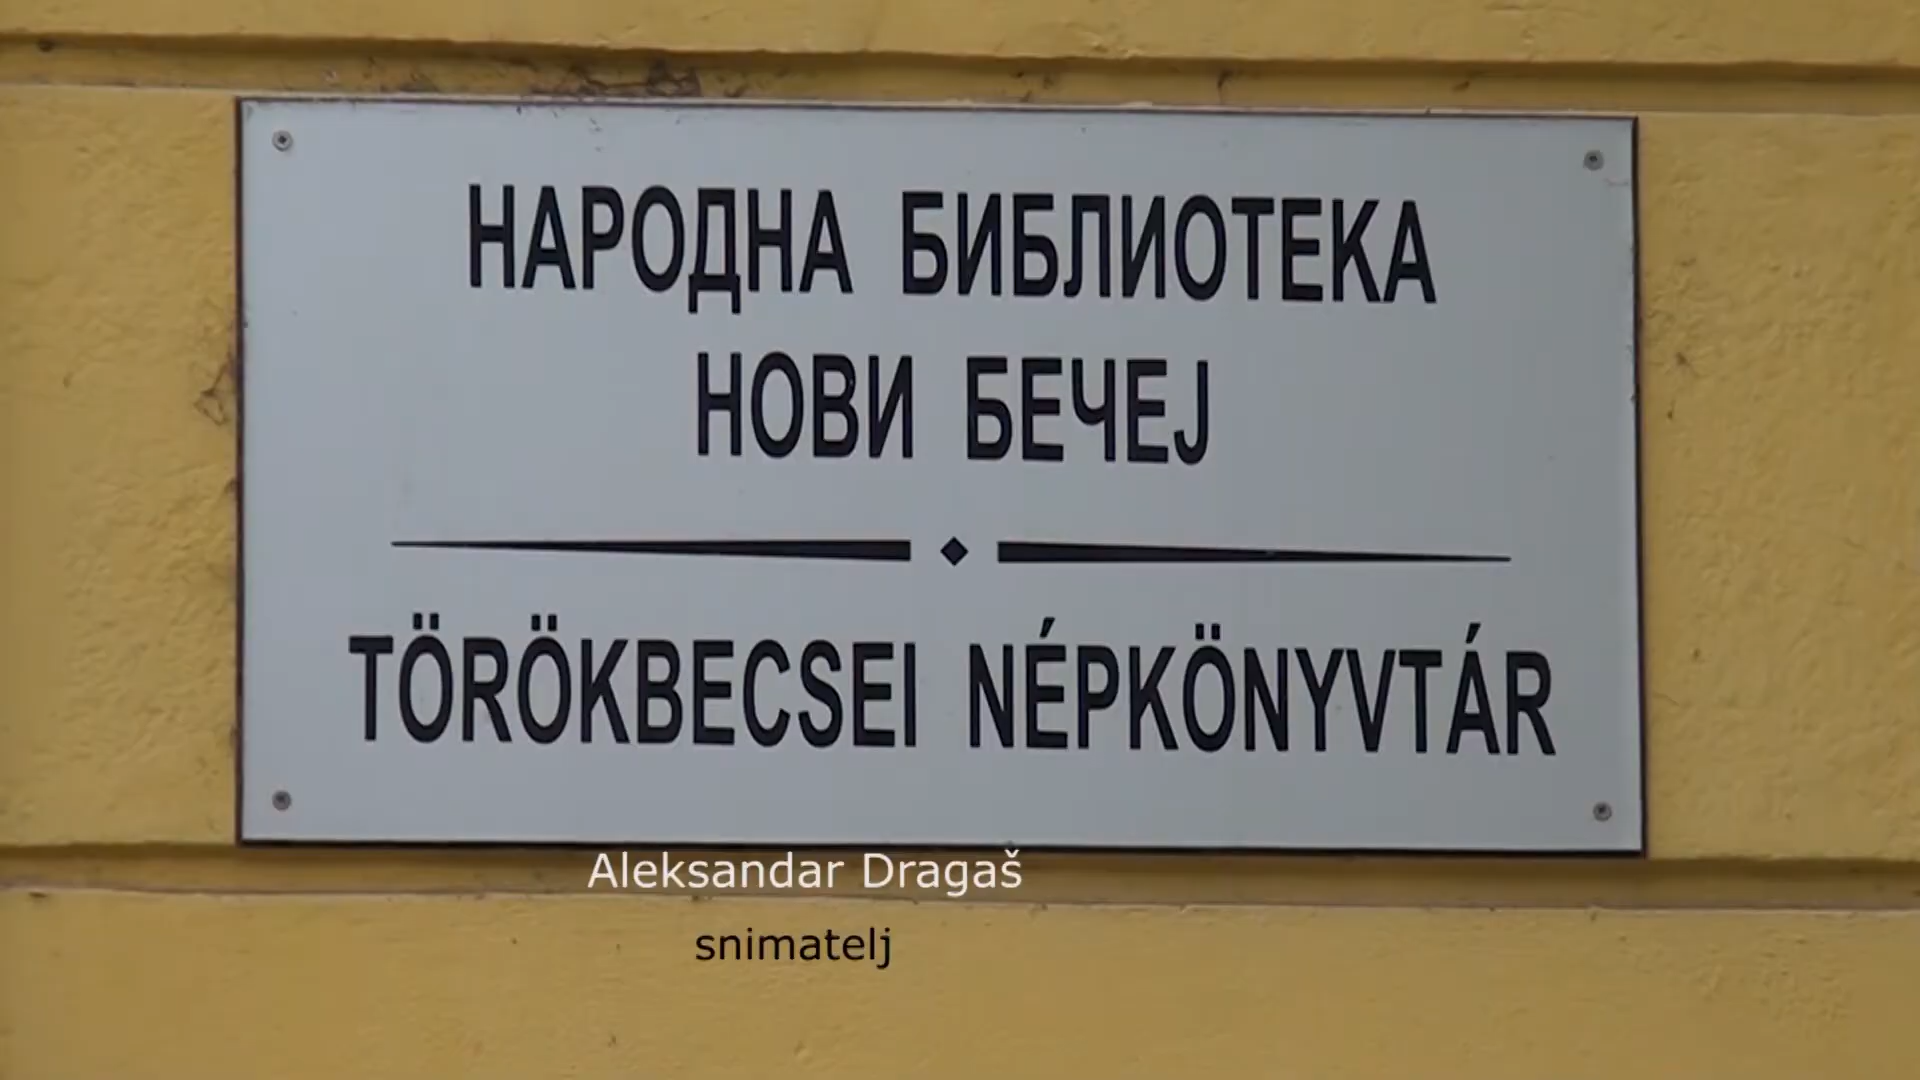 НАРОДНА БИБЛИОТЕКА
НОВИ БЕЧЕЈ
TÖRÖKBECSEI NÉPKÖNYVTÁR
Aleksandar Dragaš
snimatelj